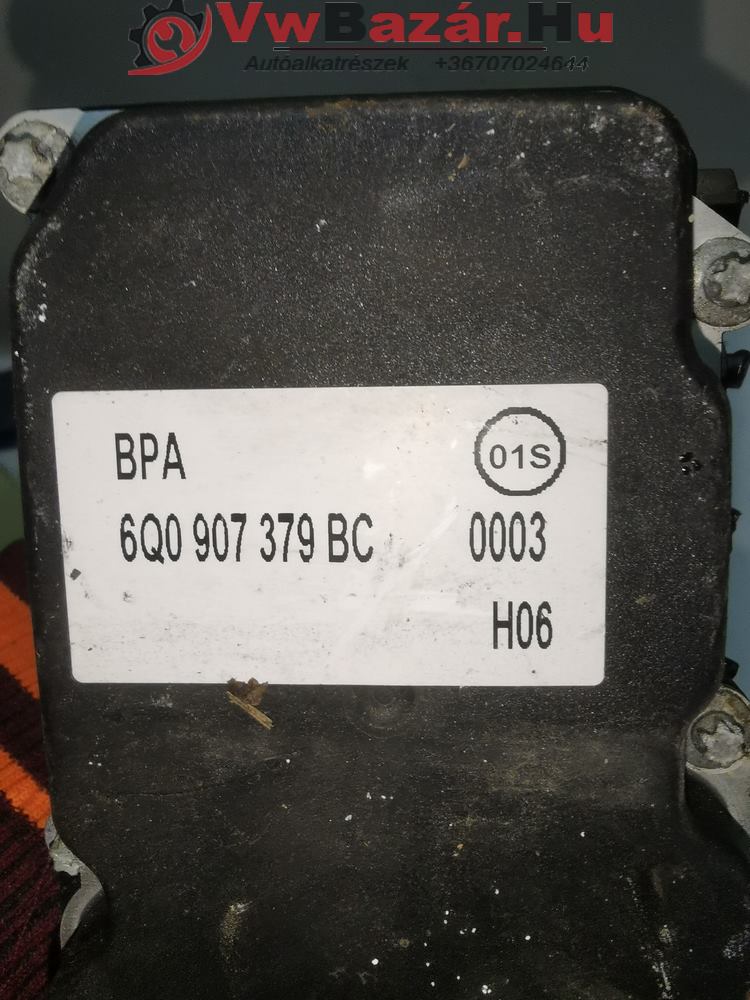 VwBazár.Hu
Autóalkatrészek +36707024644
BPA 01S
6Q0 907 379 BC 0003
H06